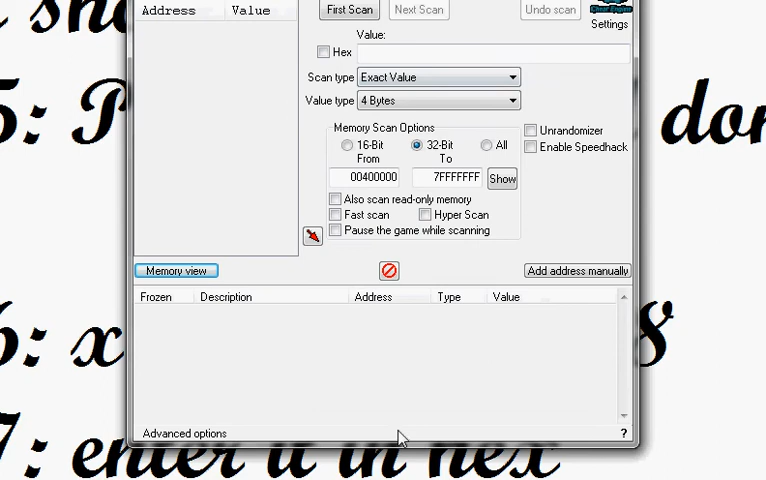 Address Value
First Scan Next Scan Undo scan
Settings
Value:
Hex
Scan type Exact Value
Value type 4 Bytes
Memory Scan Options
16-Bit 32-Bit All
From To
00400000 7FFFFFFF Show
Unrandomizer
Enable Speedhack
Also scan read-only memory
Fast scan Hyper Scan
Pause the game while scanning
Memory view Add address manually
Frozen Description Address Type Value
Advanced options ?
5: don
6: x 8
7: enter it in hex